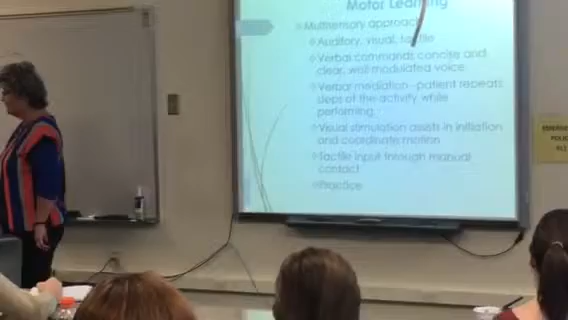 Motor Learning
Multisensory approach
Auditory, visual, tactile
Verbal commands concise and
clear, well modulated voice
Verbal mediation - patient repeats
steps of the activity while
performing
Visual stimulation assists in initiation
and coordinate motion
Tactile input through manual
contact
Practice